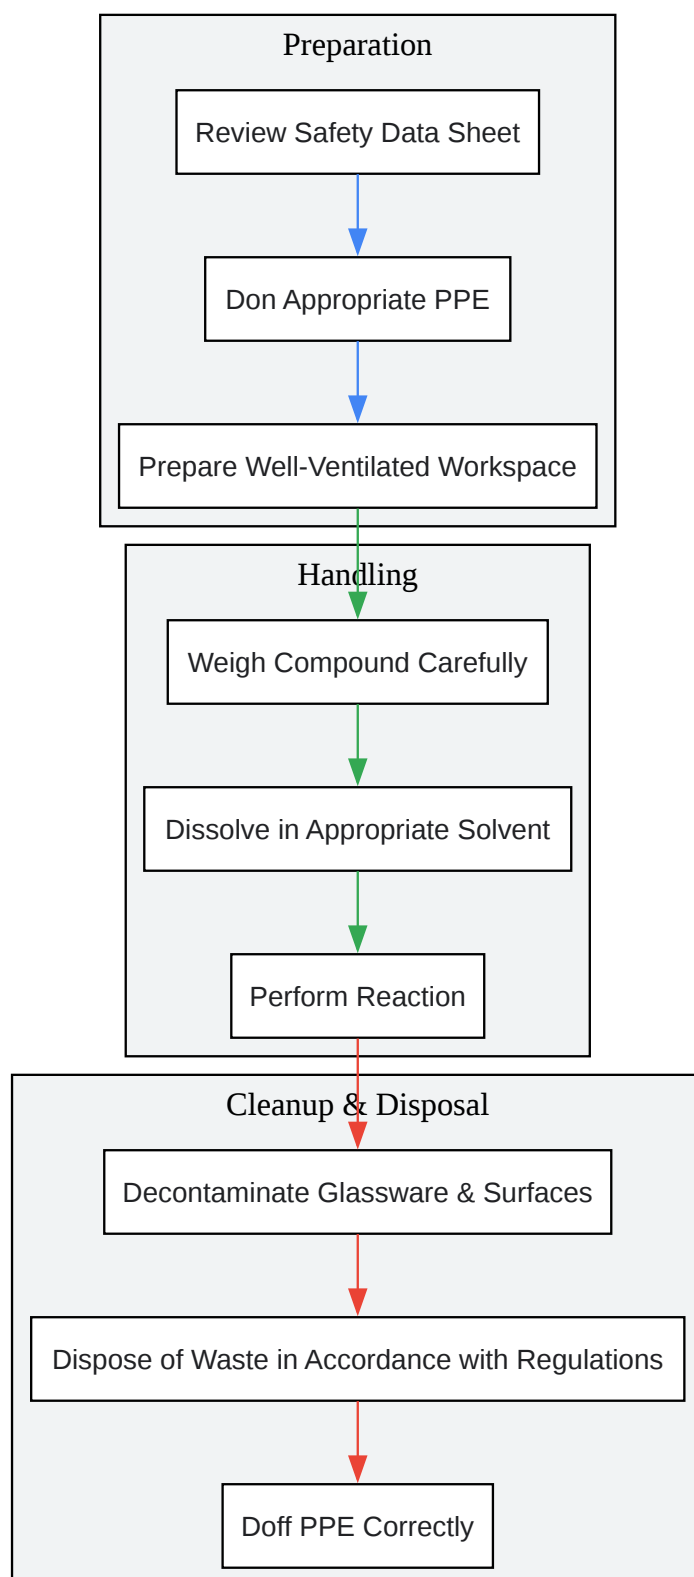 Preparation
Review Safety Data Sheet
Don Appropriate PPE
Prepare Well-Ventilated Workspace
Handling
Weigh Compound Carefully
Dissolve in Appropriate Solvent
Perform Reaction
Cleanup & Disposal
Decontaminate Glassware & Surfaces
Dispose of Waste in Accordance with Regulations
Doff PPE Correctly